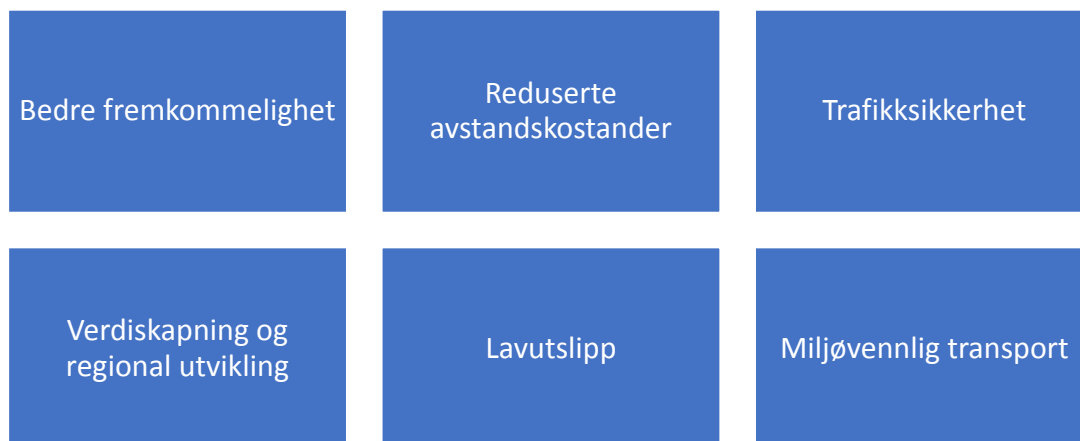 Bedre fremkommelighet
Reduserte
avstandskostander
Trafikksikkerhet
Verdiskapning og
regional utvikling
Lavutslipp
Miljøvennlig transport